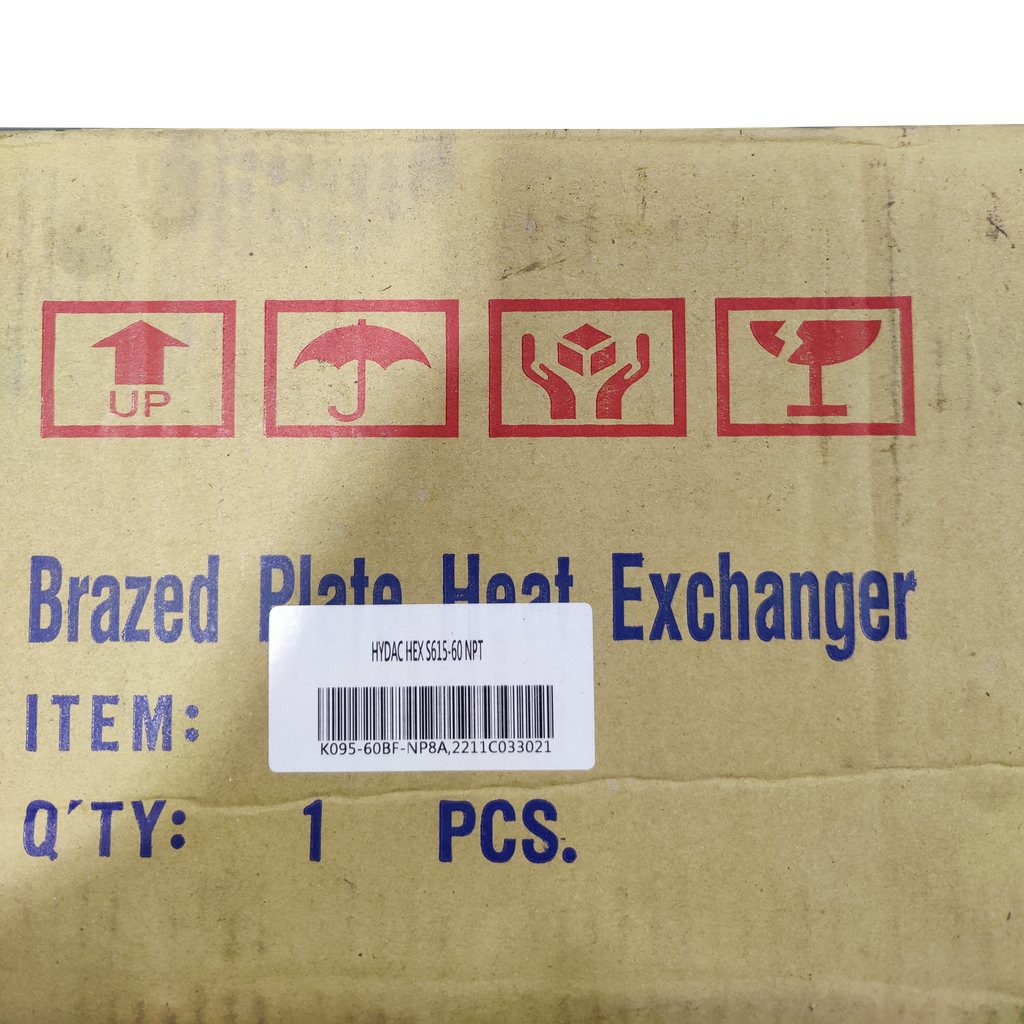 UP
Brazed Plate Heat Exchanger
HYDAC HEX S615-60 NPT
K095-60BF-NP8A,2211C033021
ITEM:
Q'TY: 1 PCS.